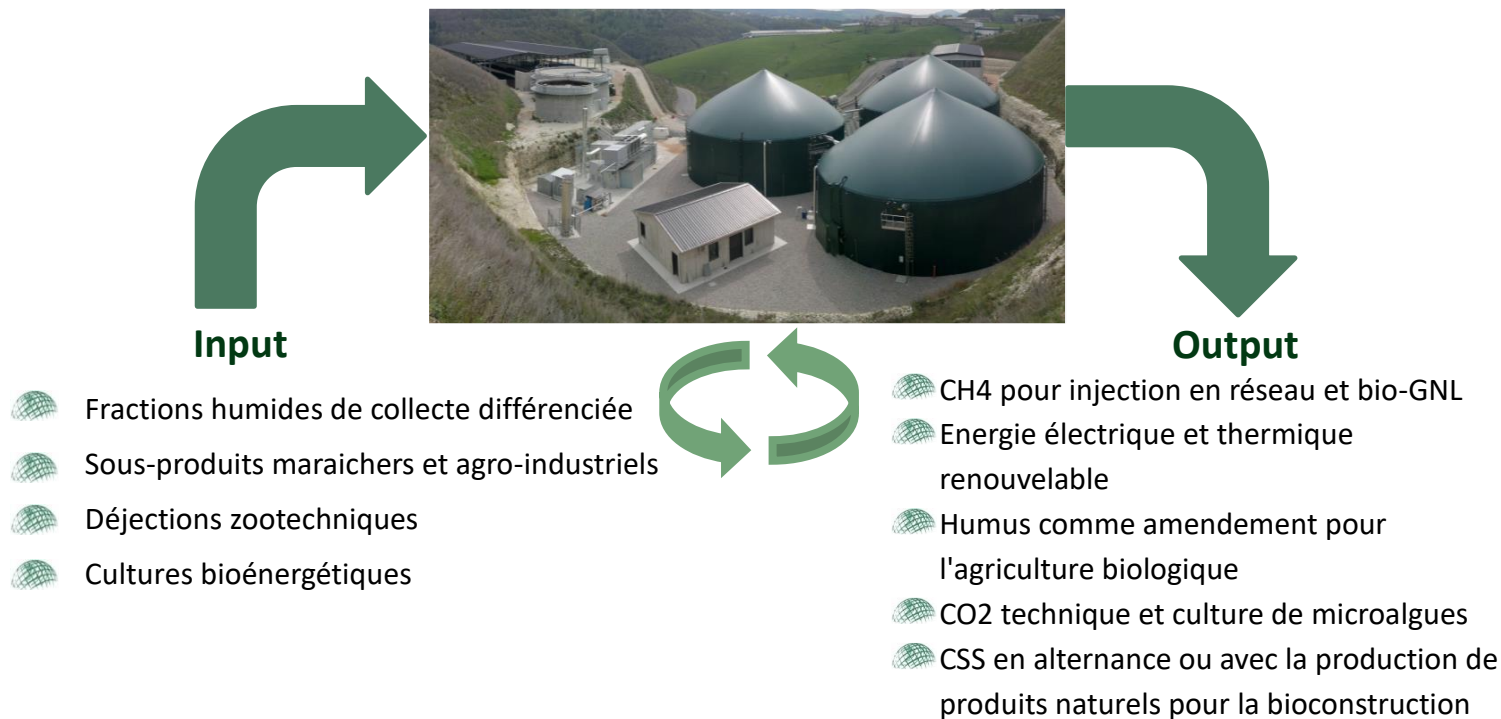 Input
Fractions humides de collecte différenciée
Sous-produits maraichers et agro-industriels
Déjections zootechniques
Cultures bioénergétiques
Output
CH4 pour injection en réseau et bio-GNL
Energie électrique et thermique
renouvelable
Humus comme amendement pour
l'agriculture biologique
CO2 technique et culture de microalgues
CSS en alternance ou avec la production de
produits naturels pour la bioconstruction